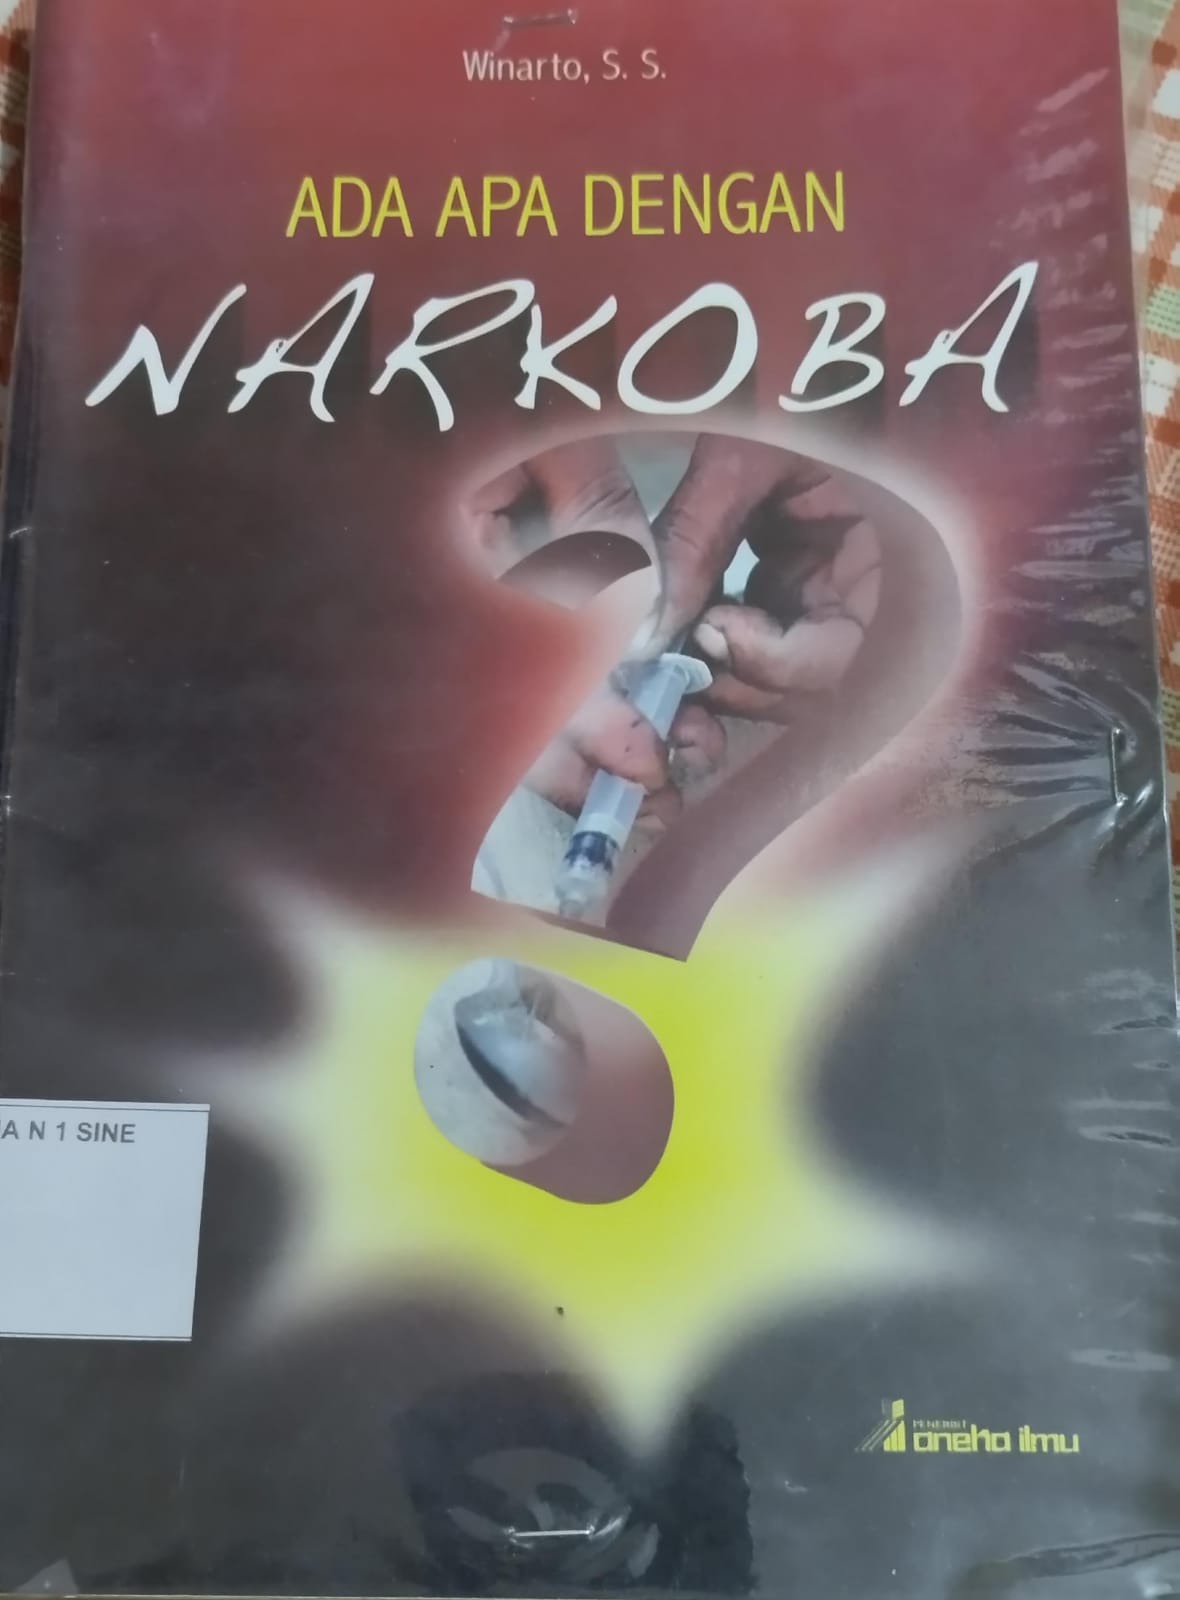 Winarto, S. S.
ADA APA DENGAN
NARKOBA
?
A N 1 SINE
PENERBIT
aneka ilmu